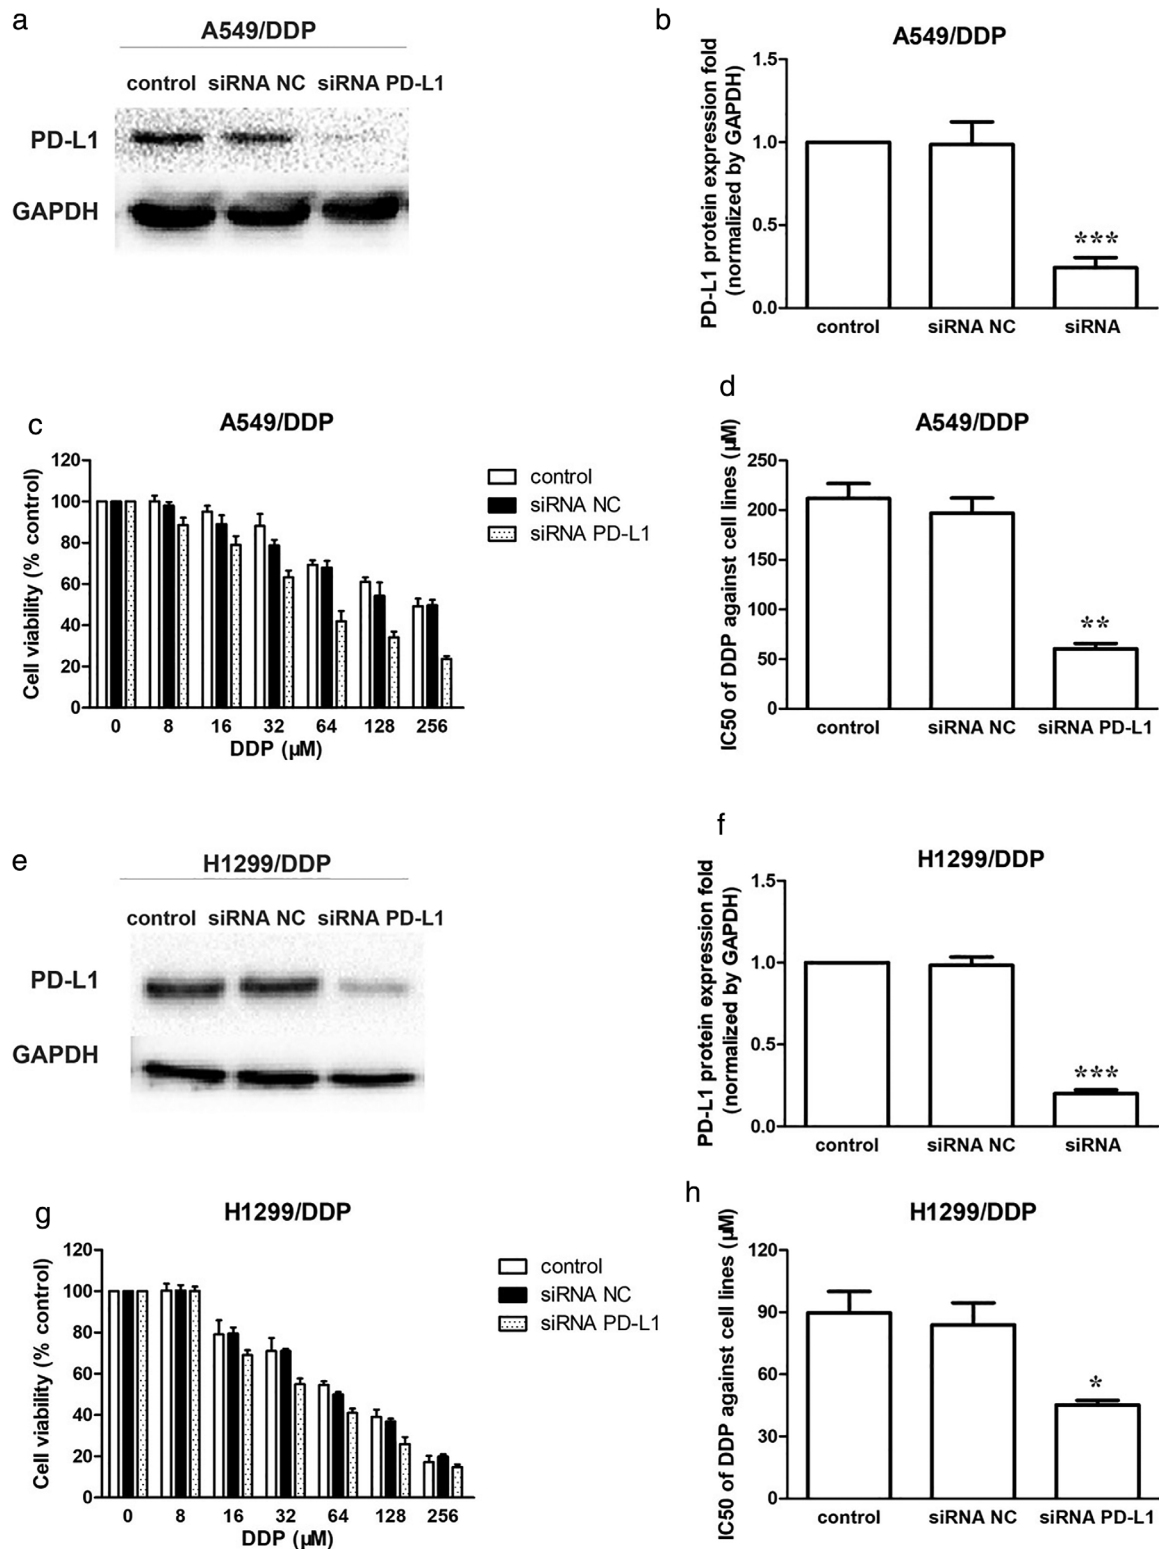 a
A549/DDP
control siRNA NC siRNA PD-L1
PD-L1
GAPDH
b
A549/DDP
PD-L1 protein expression fold
(normalized by GAPDH)
1.5
1.0
0.5
0.0
***
control siRNA NC siRNA
c
A549/DDP
Cell viability (% control)
120
100
80
60
40
20
0
0 8 16 32 64 128 256
DDP (µM)
control
siRNA NC
siRNA PD-L1
d
A549/DDP
IC50 of DDP against cell lines (µM)
250
200
150
100
50
0
**
control siRNA NC siRNA PD-L1
e
H1299/DDP
control siRNA NC siRNA PD-L1
PD-L1
GAPDH
f
H1299/DDP
PD-L1 protein expression fold
(normalized by GAPDH)
1.5
1.0
0.5
0.0
***
control siRNA NC siRNA
g
H1299/DDP
Cell viability (% control)
120
100
80
60
40
20
0
0 8 16 32 64 128 256
DDP (µM)
control
siRNA NC
siRNA PD-L1
h
H1299/DDP
IC50 of DDP against cell lines (µM)
120
90
60
30
0
*
control siRNA NC siRNA PD-L1